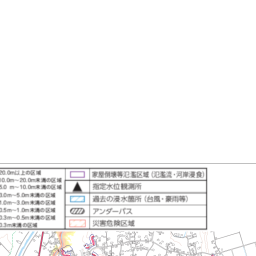 20.0m以上の区域
10.0m～20.0m未満の区域
5.0 m～10.0m未満の区域
3.0m～5.0m未満の区域
1.0m～3.0m未満の区域
0.5m～1.0m未満の区域
0.3m～0.5m未満の区域
0.3m未満の区域
家屋倒壊等氾濫区域（氾濫流・河岸浸食）
指定水位観測所
過去の浸水箇所（台風・豪雨等）
アンダーパス
災害危険区域